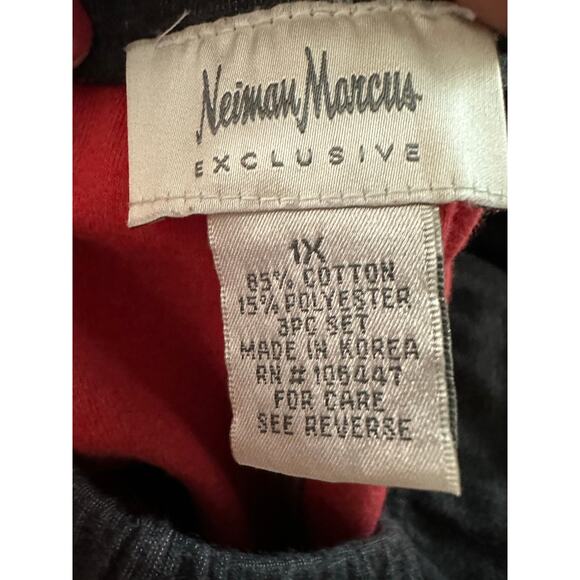 Neiman Marcus
EXCLUSIVE
1X
85% COTTON
15% POLYESTER
3PC SET
MADE IN KOREA
RN # 105447
FOR CARE
SEE REVERSE